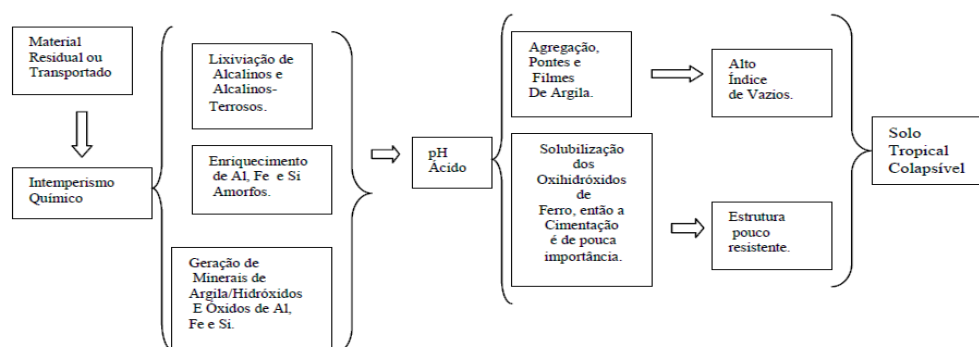 Material
Residual ou
Transportado
Intemperismo
Químico
Lixiviação de
Alcalinos e
Alcalinos-
Terrosos.
Enriquecimento
de Al, Fe e Si
Amorfos.
Geração de
Minerais de
Argila/Hidróxidos
E Óxidos de Al,
Fe e Si.
pH
Ácido
Agregação,
Pontes e
Filmes
De Argila.
Solubilização
dos
Oxihidróxidos
de
Ferro, então a
Cimentação
é de pouca
importância.
Alto
Índice
de Vazios.
Estrutura
pouco
resistente.
Solo
Tropical
Colapsível